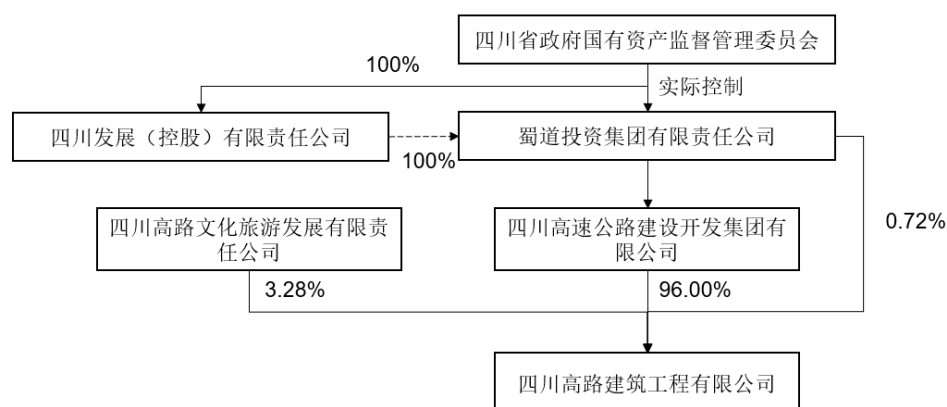 四川省政府国有资产监督管理委员会
100%
实际控制
四川发展（控股）有限责任公司
100%
蜀道投资集团有限责任公司
0.72%
四川高路文化旅游发展有限责
任公司
四川高速公路建设开发集团有
限公司
3.28%
96.00%
四川高路建筑工程有限公司